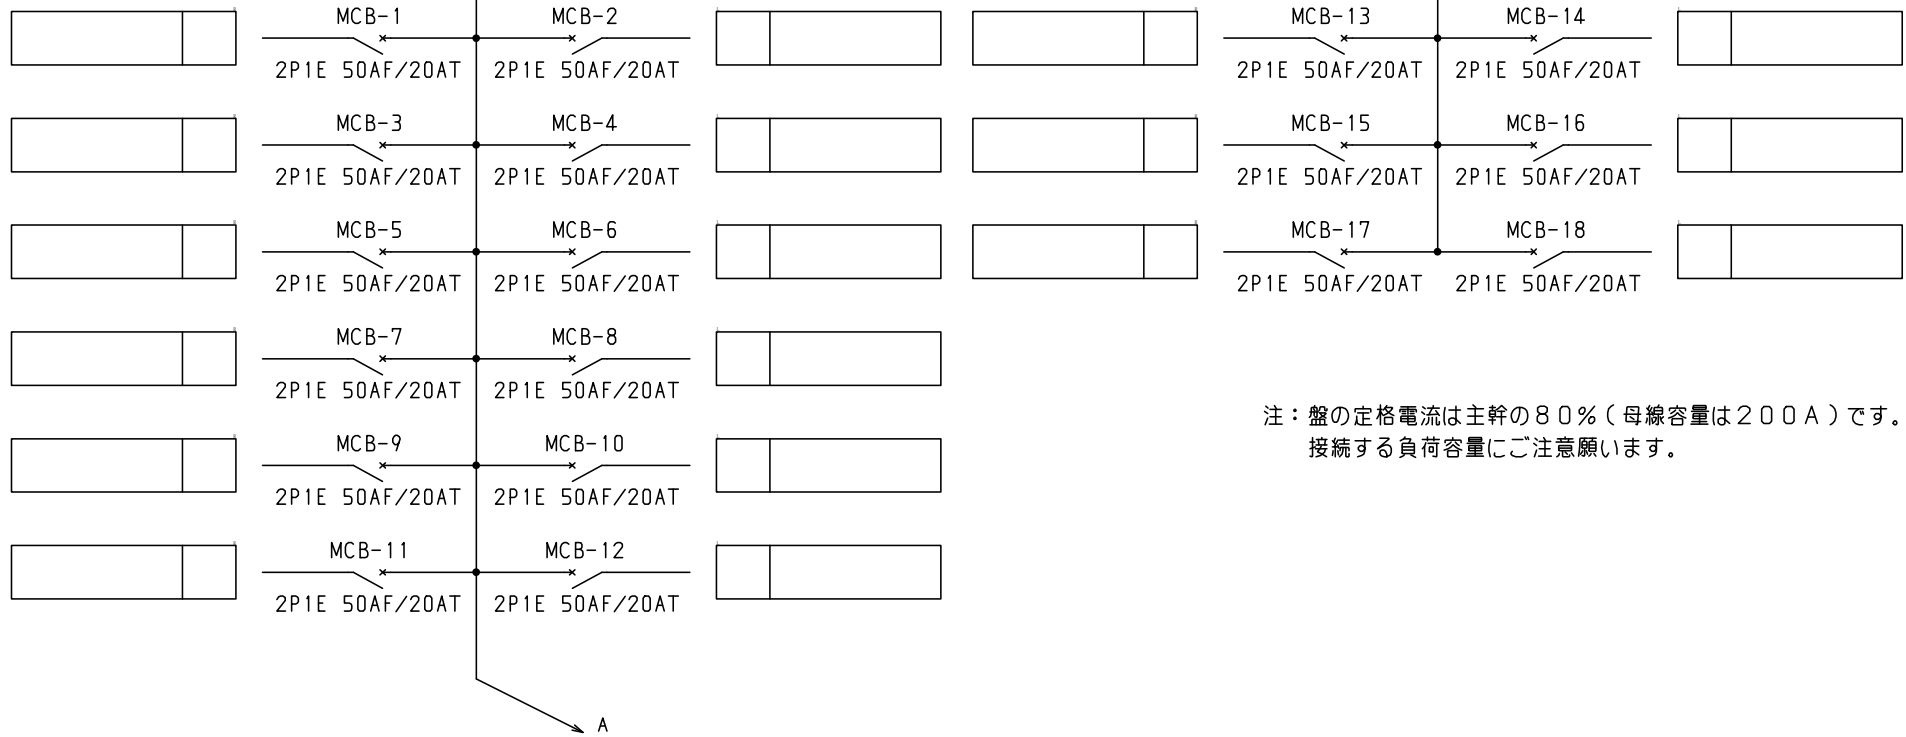 MCB-1 MCB-2
2P1E 50AF/20AT 2P1E 50AF/20AT
MCB-3 MCB-4
2P1E 50AF/20AT 2P1E 50AF/20AT
MCB-5 MCB-6
2P1E 50AF/20AT 2P1E 50AF/20AT
MCB-7 MCB-8
2P1E 50AF/20AT 2P1E 50AF/20AT
MCB-9 MCB-10
2P1E 50AF/20AT 2P1E 50AF/20AT
MCB-11 MCB-12
2P1E 50AF/20AT 2P1E 50AF/20AT
A
MCB-13 MCB-14
2P1E 50AF/20AT 2P1E 50AF/20AT
MCB-15 MCB-16
2P1E 50AF/20AT 2P1E 50AF/20AT
MCB-17 MCB-18
2P1E 50AF/20AT 2P1E 50AF/20AT
注：盤の定格電流は主幹の８０％（母線容量は２００Ａ）です。
接続する負荷容量にご注意願います。